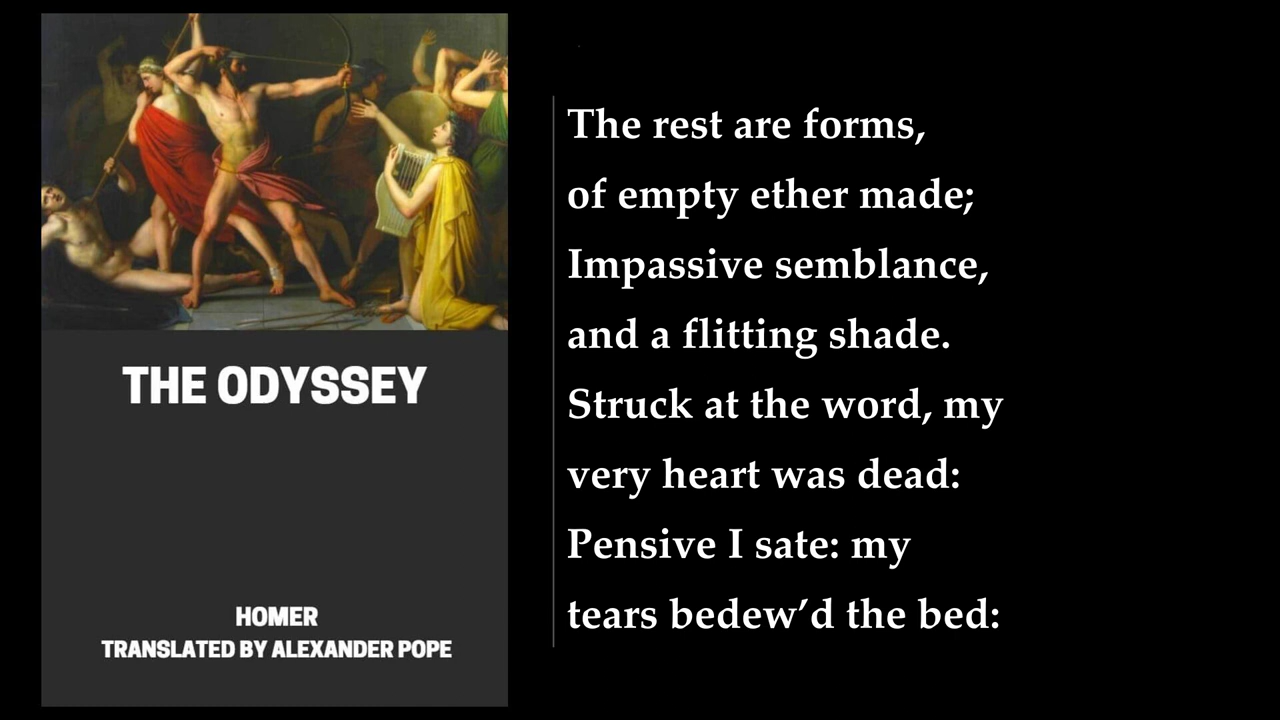 THE ODYSSEY
HOMER
TRANSLATED BY ALEXANDER POPE
The rest are forms,
of empty ether made;
Impassive semblance,
and a flitting shade.
Struck at the word, my
very heart was dead:
Pensive I sate: my
tears bedew’d the bed: